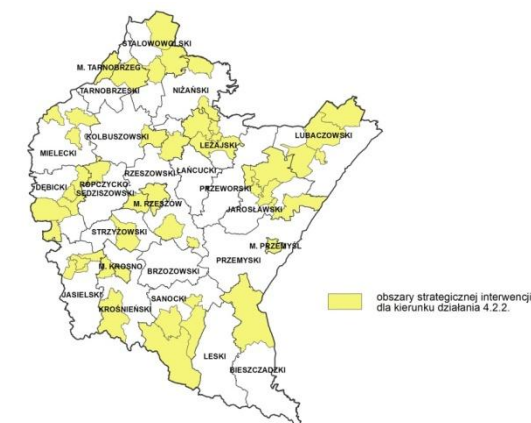 STALOWOWOLSKI
M. TARNOBRZEG
TARNOBRZESKI
NIŻAŃSKI
KOLBUSZOWSKI
LUBACZOWSKI
MIELECKI
LEŻAJSKI
RZESZOWSKI
ŁAŃCUCKI
DĘBICKI
ROPCZYCKO
SĘDZISZOWSKI
PRZEWORSKI
M. RZESZÓW
JAROSŁAWSKI
STRZYŻOWSKI
M. PRZEMYŚL
PRZEMYSKI
M. KROSNO
BRZOZOWSKI
JASIELSKI
SANOCKI
KROŚNIEŃSKI
LESKI
BIESZCZADZKI
obszary strategicznej interwencji
dla kierunku działania 4.2.2.